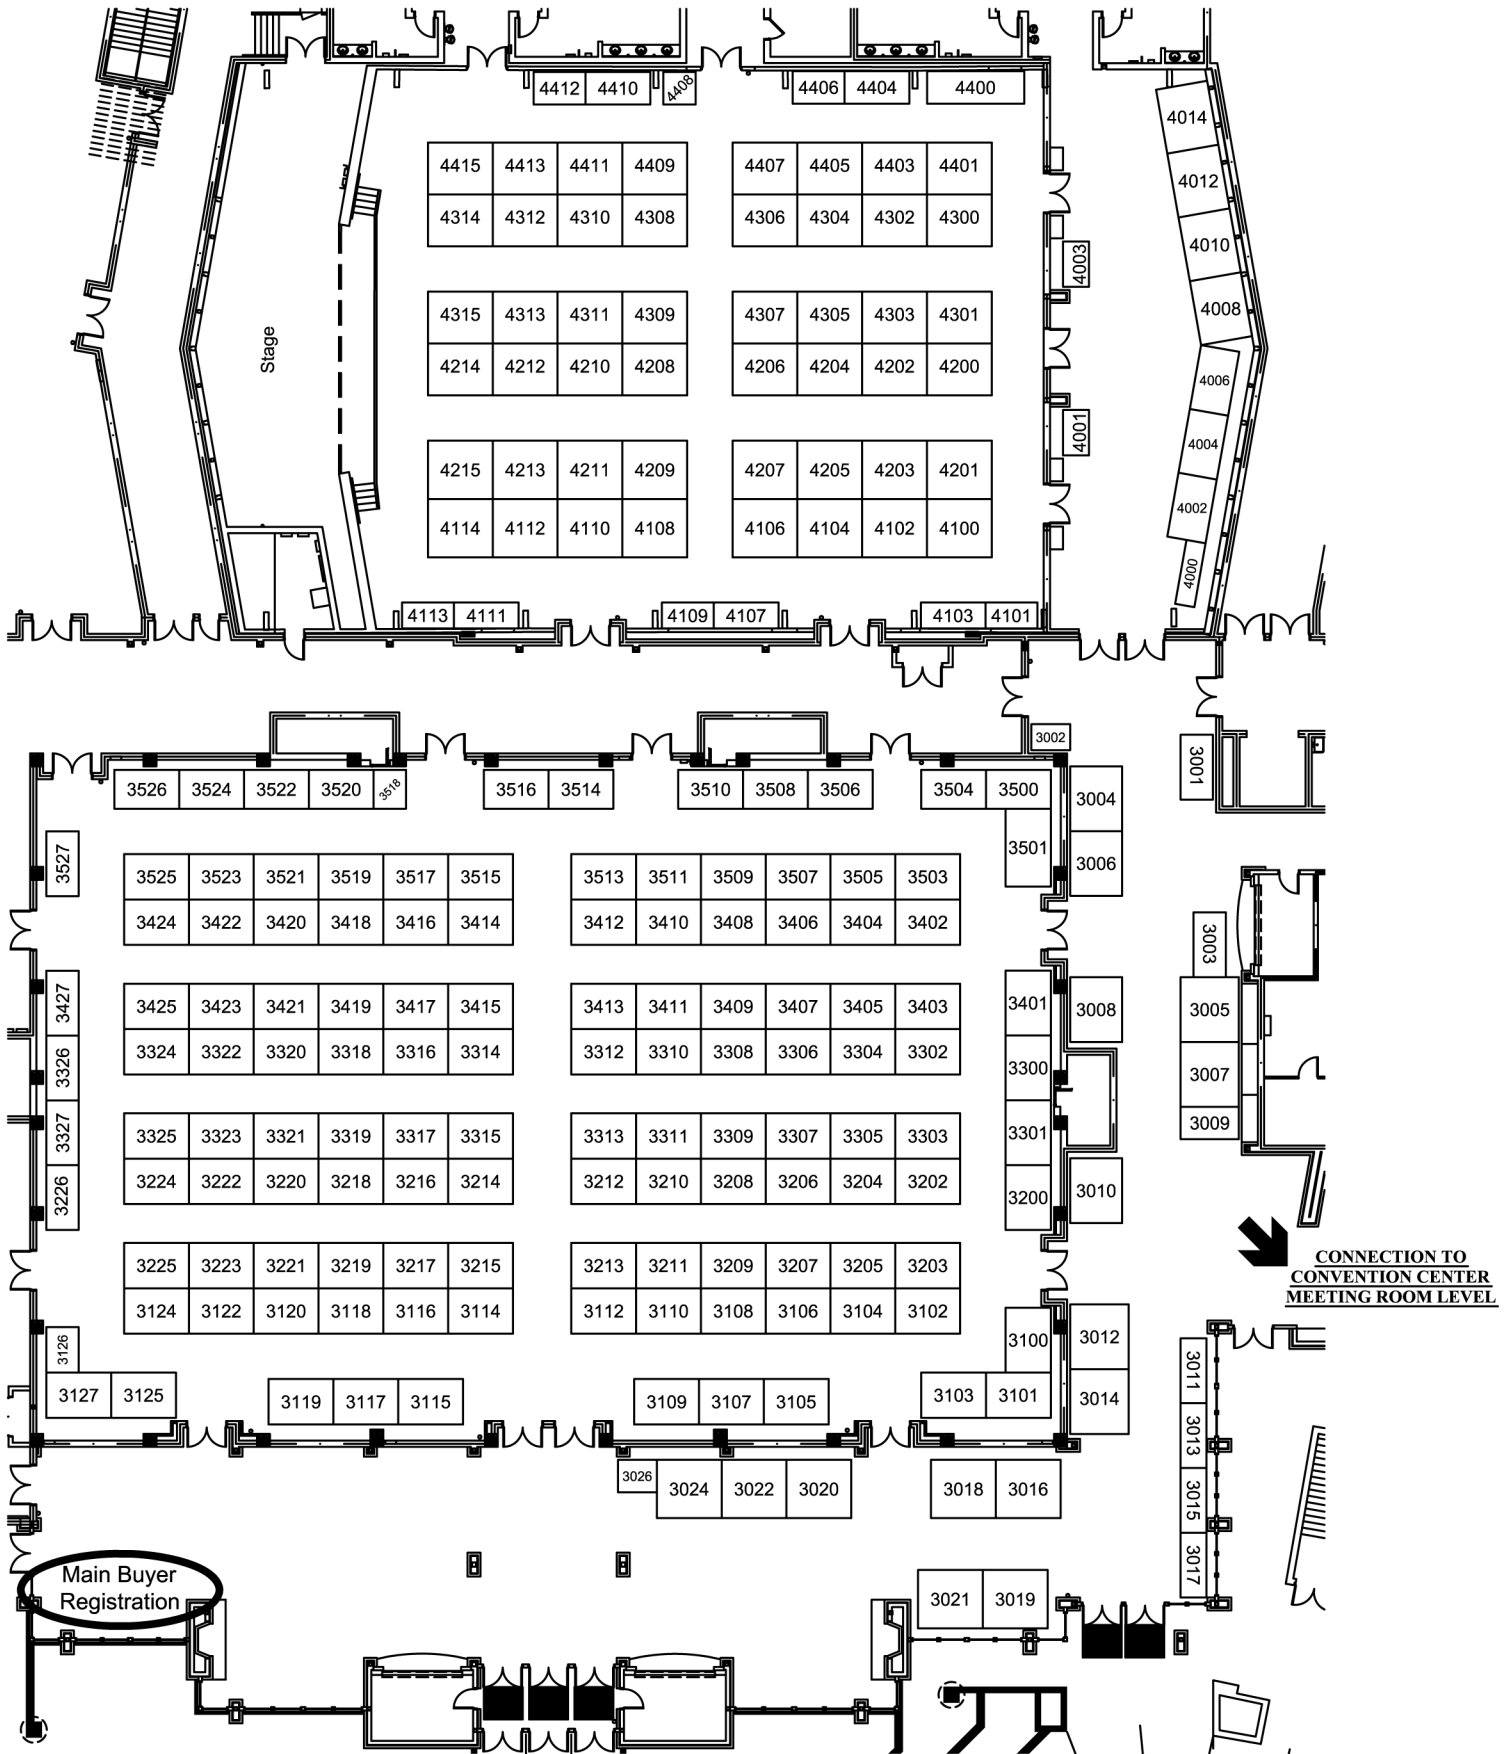 4412 4410 4408 4406 4404 4400
4014
4415 4413 4411 4409 4407 4405 4403 4401
4012
4314 4312 4310 4308 4306 4304 4302 4300
4010
4003
4315 4313 4311 4309 4307 4305 4303 4301
4008
Stage
4214 4212 4210 4208 4206 4204 4202 4200
4006
4001
4004
4215 4213 4211 4209 4207 4205 4203 4201
4002
4114 4112 4110 4108 4106 4104 4102 4100
4000
4113 4111 4109 4107 4103 4101
3002
3001
3526 3524 3522 3520 3518 3516 3514 3510 3508 3506 3504 3500
3004
3501
3006
3527
3525 3523 3521 3519 3517 3515 3513 3511 3509 3507 3505 3503
3424 3422 3420 3418 3416 3414 3412 3410 3408 3406 3404 3402
3003
3427
3425 3423 3421 3419 3417 3415 3413 3411 3409 3407 3405 3403
3401
3008
3005
3326
3324 3322 3320 3318 3316 3314 3312 3310 3308 3306 3304 3302
3300
3007
3009
3327
3325 3323 3321 3319 3317 3315 3313 3311 3309 3307 3305 3303
3301
3226
3224 3222 3220 3218 3216 3214 3212 3210 3208 3206 3204 3202
3200
3010
3225 3223 3221 3219 3217 3215 3213 3211 3209 3207 3205 3203
CONNECTION TO
CONVENTION CENTER
MEETING ROOM LEVEL
3124 3122 3120 3118 3116 3114 3112 3110 3108 3106 3104 3102
3126
3100
3012
3011
3127 3125 3119 3117 3115 3109 3107 3105 3103 3101
3014
3013
3026
3024 3022 3020 3018 3016
3015
3017
Main Buyer
Registration
3021 3019